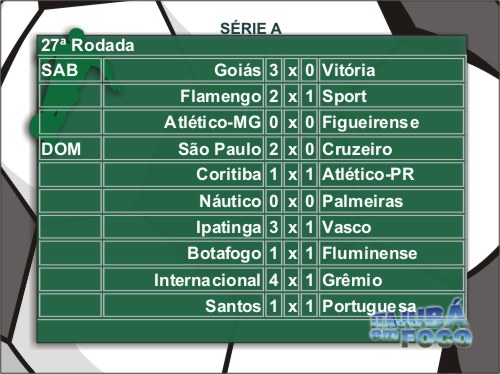 SÉRIE A
27ª Rodada
SAB Goiás 3 x 0 Vitória
Flamengo 2 x 1 Sport
Atlético-MG 0 x 0 Figueirense
DOM São Paulo 2 x 0 Cruzeiro
Coritiba 1 x 1 Atlético-PR
Náutico 0 x 0 Palmeiras
Ipatinga 3 x 1 Vasco
Botafogo 1 x 1 Fluminense
Internacional 4 x 1 Grêmio
Santos 1 x 1 Portuguesa
ITAJUBÁ
EM FOCO